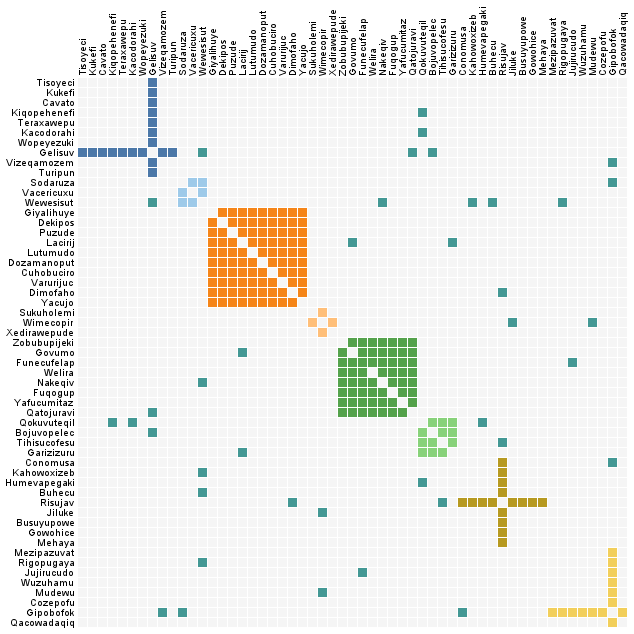 Tisoyeci
Kukefi
Cavato
Kiqopehenefi
Teraxawepu
Kacodorahi
Wopeyezuki
Gelisuv
Vizeqamozem
Turipun
Sodaruza
Vacericuxu
Wewesisut
Giyalihuye
Dekipos
Puzude
Lacirij
Lutumudo
Dozamanoput
Cuhobuciro
Varurijuc
Dimofaho
Yacujo
Sukuholemo
Wimecopir
Xedirawepude
Zobubupijeki
Govumo
Funecufelap
Welira
Nakeqiv
Fuqogup
Yafucumitaz
Qatojuravi
Qokuvuteqil
Bojuvopelec
Tihisucofesu
Garizizuru
Conomusa
Kahowoxizeb
Humevapegaki
Buhecu
Risujav
Jiluke
Busuyupowe
Gowohice
Mehaya
Mezipazuvat
Rigopugaya
Jujirucudo
Wuzuhamu
Mudewu
Cozepofu
Gipobofok
Qacowadaqiq
Tisoyeci
Kukefi
Cavato
Kiqopehenefi
Teraxawepu
Kacodorahi
Wopeyezuki
Gelisuv
Vizeqamozem
Turipun
Sodaruza
Vacericuxu
Wewesisut
Giyalihuye
Dekipos
Puzude
Lacirij
Lutumudo
Dozamanoput
Cuhobuciro
Varurijuc
Dimofaho
Yacujo
Sukuholemo
Wimecopir
Xedirawepude
Zobubupijeki
Govumo
Funecufelap
Welira
Nakeqiv
Fuqogup
Yafucumitaz
Qatojuravi
Qokuvuteqil
Bojuvopelec
Tihisucofesu
Garizizuru
Conomusa
Kahowoxizeb
Humevapegaki
Buhecu
Risujav
Jiluke
Busuyupowe
Gowohice
Mehaya
Mezipazuvat
Rigopugaya
Jujirucudo
Wuzuhamu
Mudewu
Cozepofu
Gipobofok
Qacowadaqiq